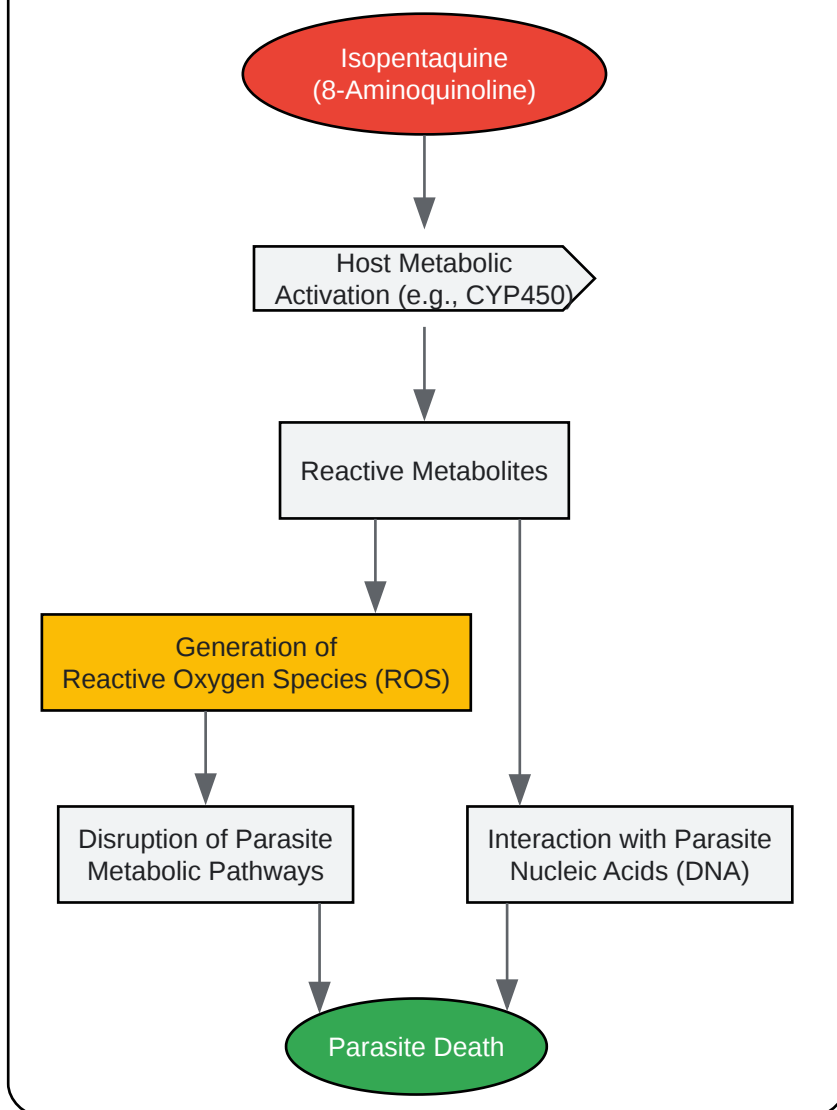 Isopentaquine
(8-Aminoquinoline)
Host Metabolic
Activation (e.g., CYP450)
Reactive Metabolites
Generation of
Reactive Oxygen Species (ROS)
Disruption of Parasite
Metabolic Pathways
Interaction with Parasite
Nucleic Acids (DNA)
Parasite Death